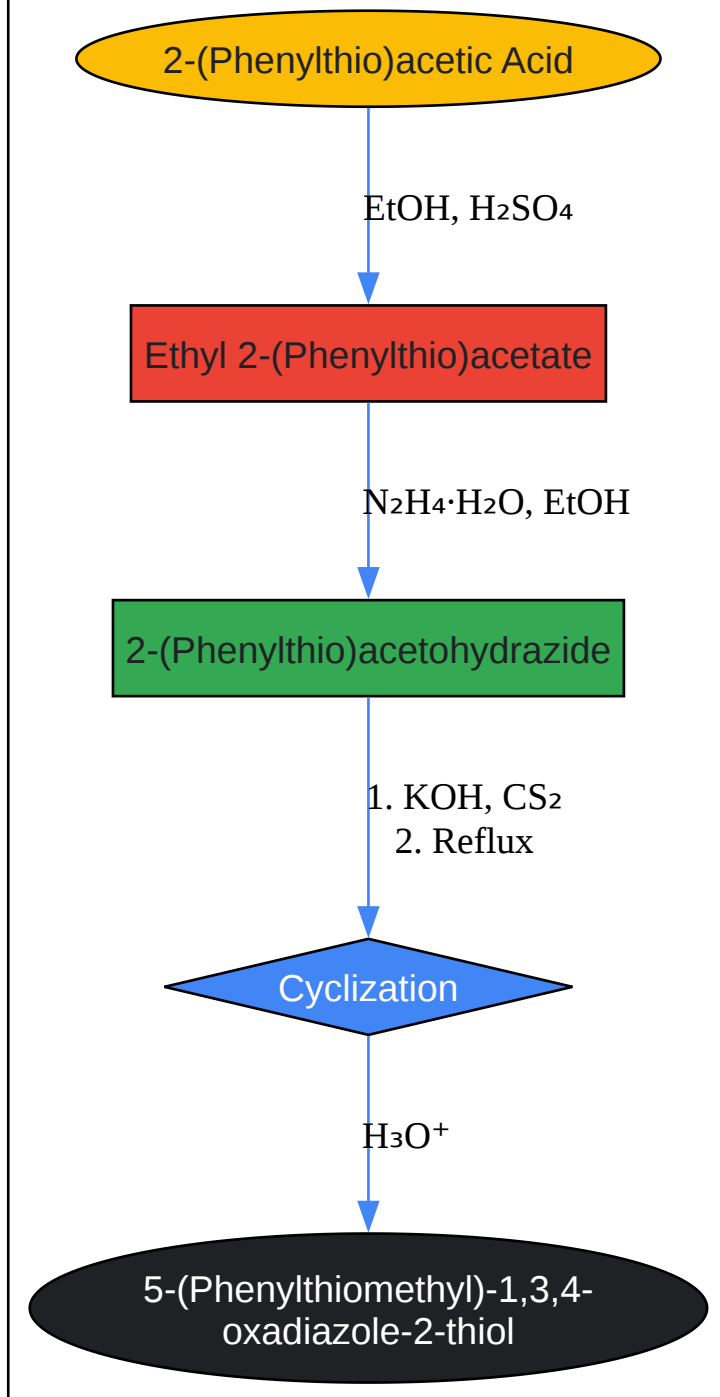 2-(Phenylthio)acetic Acid
EtOH, H₂SO₄
Ethyl 2-(Phenylthio)acetate
N₂H₄·H₂O, EtOH
2-(Phenylthio)acetohydrazide
1. KOH, CS₂
2. Reflux
Cyclization
H₃O⁺
5-(Phenylthiomethyl)-1,3,4-
oxadiazole-2-thiol